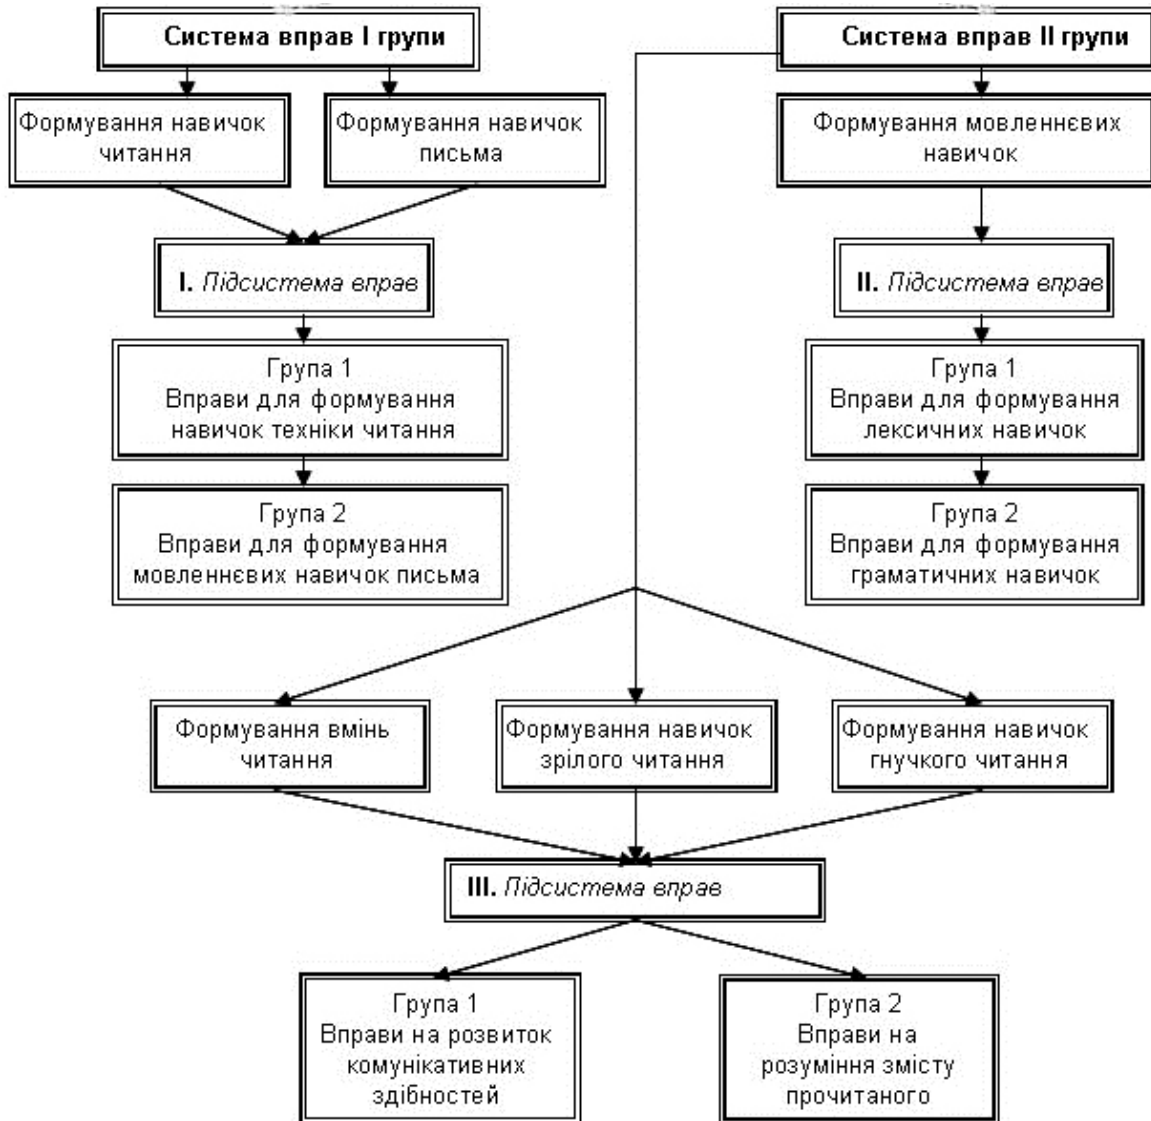 Система вправ І групи
Система вправ ІІ групи
Формування навичок
читання
Формування навичок
письма
Формування мовленнєвих
навичок
І. Підсистема вправ
ІІ. Підсистема вправ
Група 1
Вправи для формування
навичок техніки читання
Група 1
Вправи для формування
лексичних навичок
Група 2
Вправи для формування
мовленнєвих навичок письма
Група 2
Вправи для формування
граматичних навичок
Формування вмінь
читання
Формування навичок
зрілого читання
Формування навичок
гнучкого читання
ІІІ. Підсистема вправ
Група 1
Вправи на розвиток
комунікативних
здібностей
Група 2
Вправи на
розуміння змісту
прочитаного